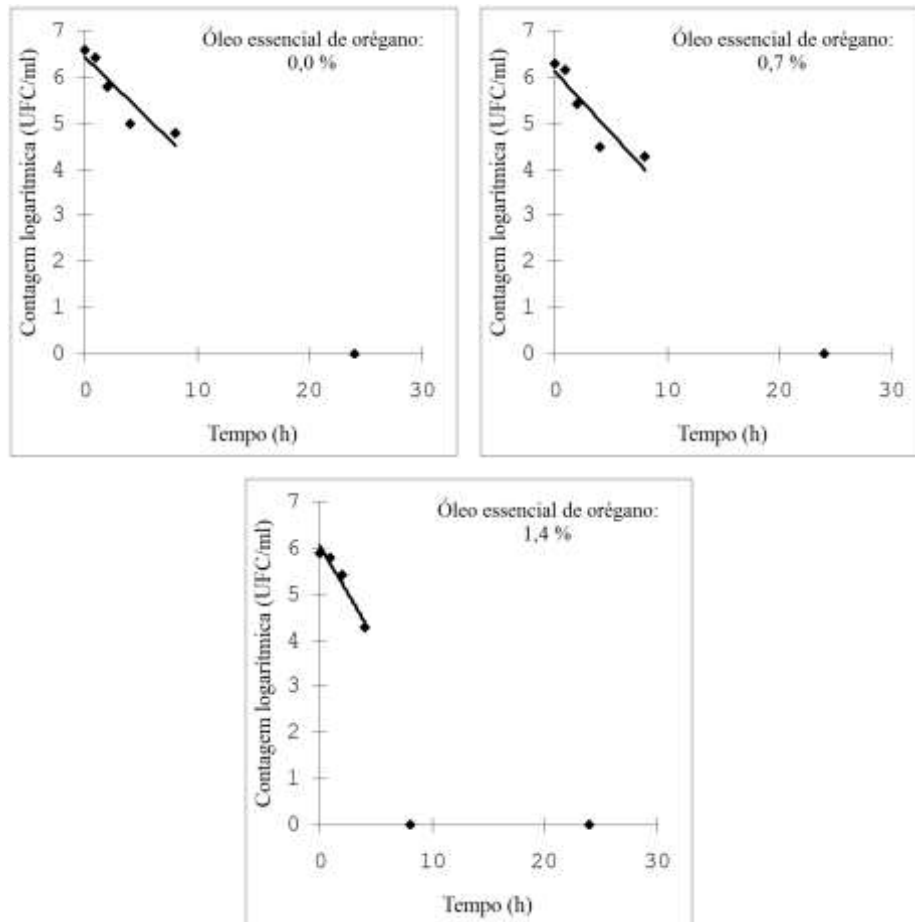 Óleo essencial de orégano:
0,0 %
Contagem logarítmica (UFC/ml)
7
6
5
4
3
2
1
0
0 10 20 30
Tempo (h)
Óleo essencial de orégano:
0,7 %
Contagem logarítmica (UFC/ml)
7
6
5
4
3
2
1
0
0 10 20 30
Tempo (h)
Óleo essencial de orégano:
1,4 %
Contagem logarítmica (UFC/ml)
7
6
5
4
3
2
1
0
0 10 20 30
Tempo (h)